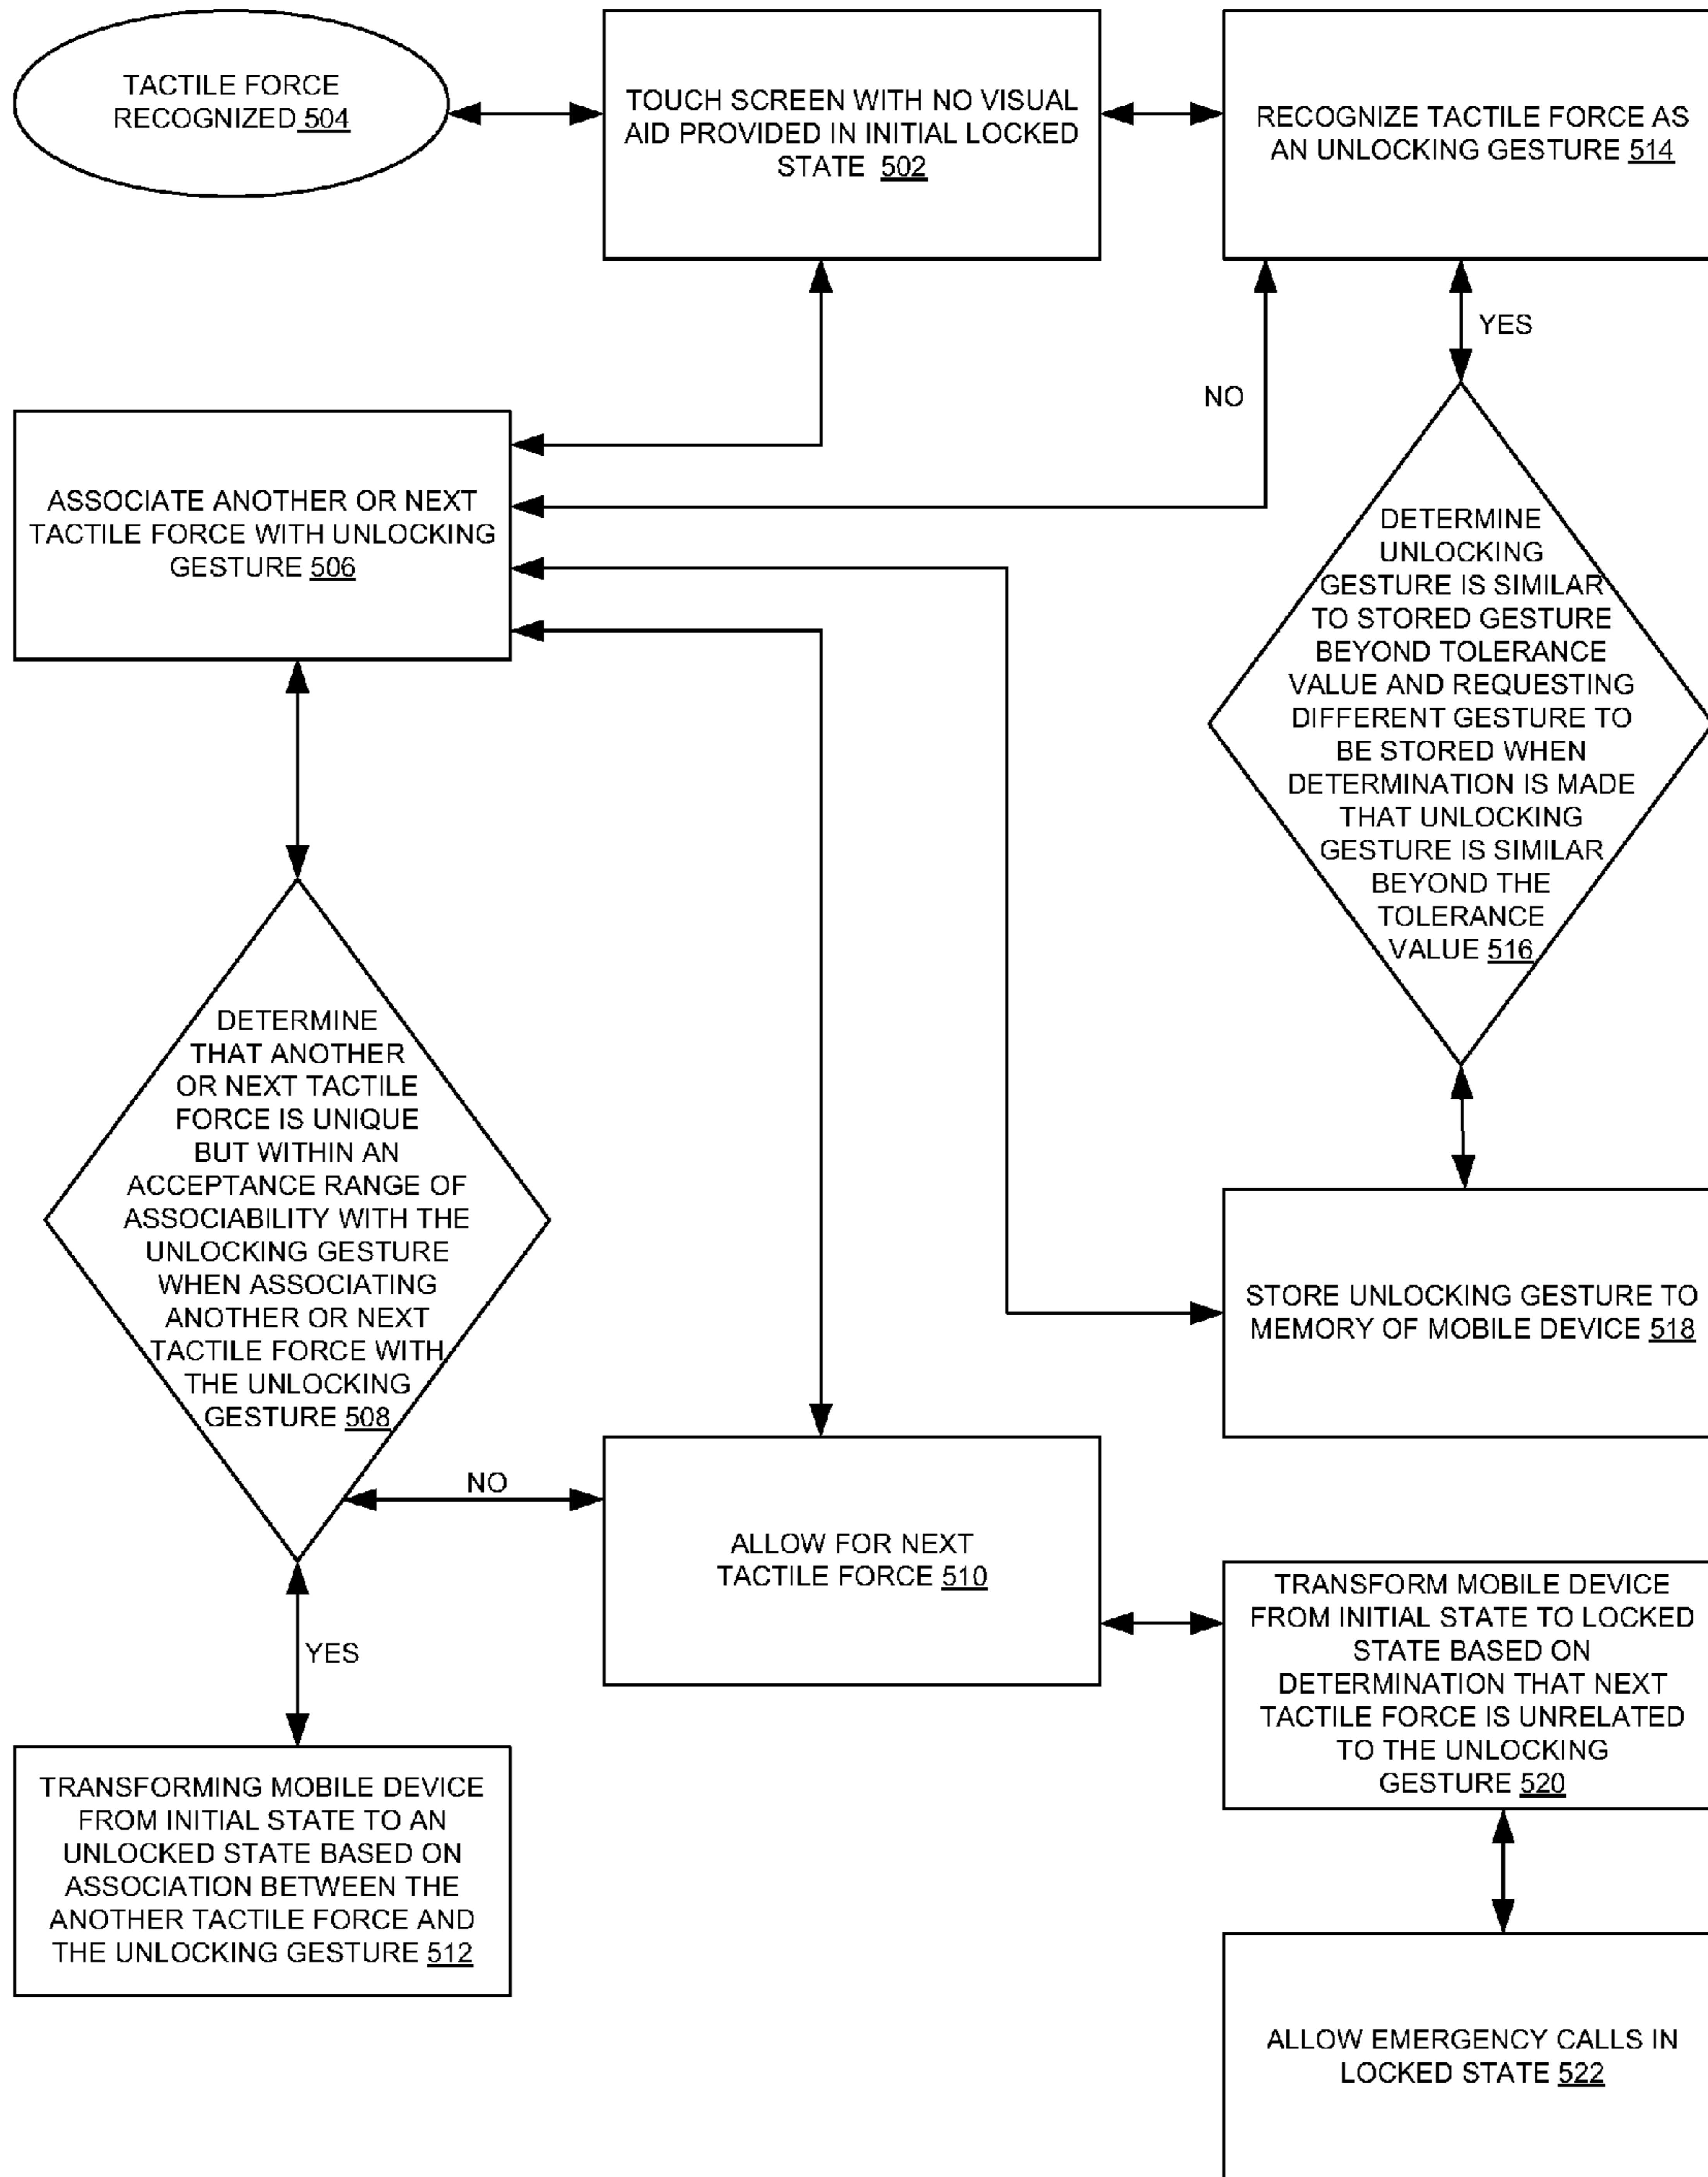 TACTILE FORCE
RECOGNIZED 504
TOUCH SCREEN WITH NO VISUAL
AID PROVIDED IN INITIAL LOCKED
STATE 502
RECOGNIZE TACTILE FORCE AS
AN UNLOCKING GESTURE 514
YES
NO
ASSOCIATE ANOTHER OR NEXT
TACTILE FORCE WITH UNLOCKING
GESTURE 506
DETERMINE
UNLOCKING
GESTURE IS SIMILAR
TO STORED GESTURE
BEYOND TOLERANCE
VALUE AND REQUESTING
DIFFERENT GESTURE TO
BE STORED WHEN
DETERMINATION IS MADE
THAT UNLOCKING
GESTURE IS SIMILAR
BEYOND THE
TOLERANCE
VALUE 516
DETERMINE
THAT ANOTHER
OR NEXT TACTILE
FORCE IS UNIQUE
BUT WITHIN AN
ACCEPTANCE RANGE OF
ASSOCIABILITY WITH THE
UNLOCKING GESTURE
WHEN ASSOCIATING
ANOTHER OR NEXT
TACTILE FORCE WITH
THE UNLOCKING
GESTURE 508
STORE UNLOCKING GESTURE TO
MEMORY OF MOBILE DEVICE 518
NO
ALLOW FOR NEXT
TACTILE FORCE 510
YES
TRANSFORM MOBILE DEVICE
FROM INITIAL STATE TO LOCKED
STATE BASED ON
DETERMINATION THAT NEXT
TACTILE FORCE IS UNRELATED
TO THE UNLOCKING
GESTURE 520
TRANSFORMING MOBILE DEVICE
FROM INITIAL STATE TO AN
UNLOCKED STATE BASED ON
ASSOCIATION BETWEEN THE
ANOTHER TACTILE FORCE AND
THE UNLOCKING GESTURE 512
ALLOW EMERGENCY CALLS IN
LOCKED STATE 522